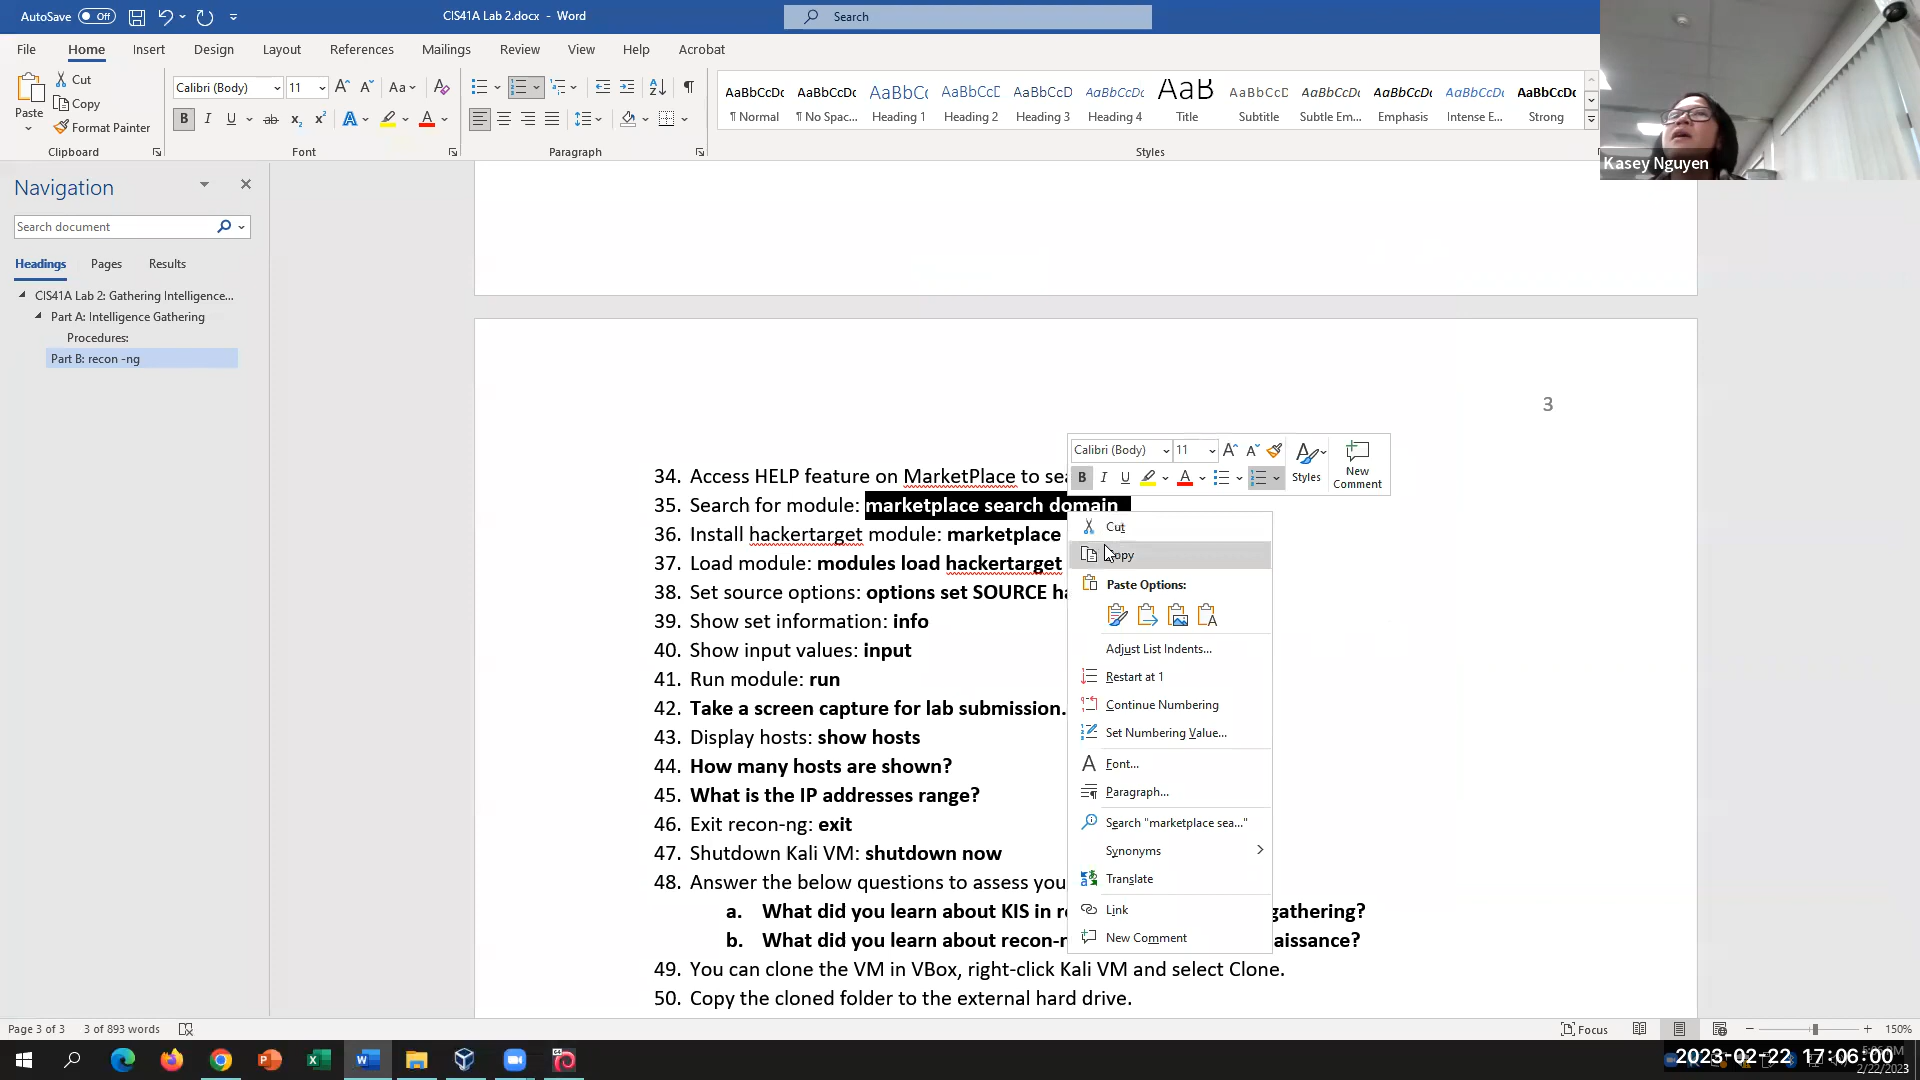 AutoSave Off CIS41A Lab 2.docx - Word Search
File Home Insert Design Layout References Mailings Review View Help Acrobat
Cut
Copy
Format Painter
Paste
Clipboard
Calibri (Body) 11
Font
Paragraph
AaBbCcDc AaBbCcDc AaBbCc AaBbCcD AaBbCcD AaBbCcDc AaB AaBbCcD AaBbCcDc AaBbCcDc AaBbCcDc AaBbCcDc
¶ Normal ¶ No Spac... Heading 1 Heading 2 Heading 3 Heading 4 Title Subtitle Subtle Em... Emphasis Intense E... Strong
Styles
Kasey Nguyen
Navigation
Search document
Headings Pages Results
CIS41A Lab 2: Gathering Intelligence...
Part A: Intelligence Gathering
Procedures:
Part B: recon -ng
3
Calibri (Body) 11
Styles
New Comment
34. Access HELP feature on MarketPlace to
35. Search for module: marketplace search domain
36. Install hackertarget module: marketplace
37. Load module: modules load hackertarget
38. Set source options: options set SOURCE
39. Show set information: info
40. Show input values: input
41. Run module: run
42. Take a screen capture for lab submission.
43. Display hosts: show hosts
44. How many hosts are shown?
45. What is the IP addresses range?
46. Exit recon-ng: exit
47. Shutdown Kali VM: shutdown now
48. Answer the below questions to assess
a. What did you learn about KIS in gathering?
b. What did you learn about
49. You can clone the VM in VBox, right-click Kali VM and select Clone.
50. Copy the cloned folder to the external hard drive.
Cut
Copy
Paste Options:
Adjust List Indents...
Restart at 1
Continue Numbering
Set Numbering Value...
Font...
Paragraph...
Search "marketplace sea..."
Synonyms
Translate
Link
New Comment
Page 3 of 3 3 of 893 words Focus 150%
2023-02-22 17:06:00
2/22/2023